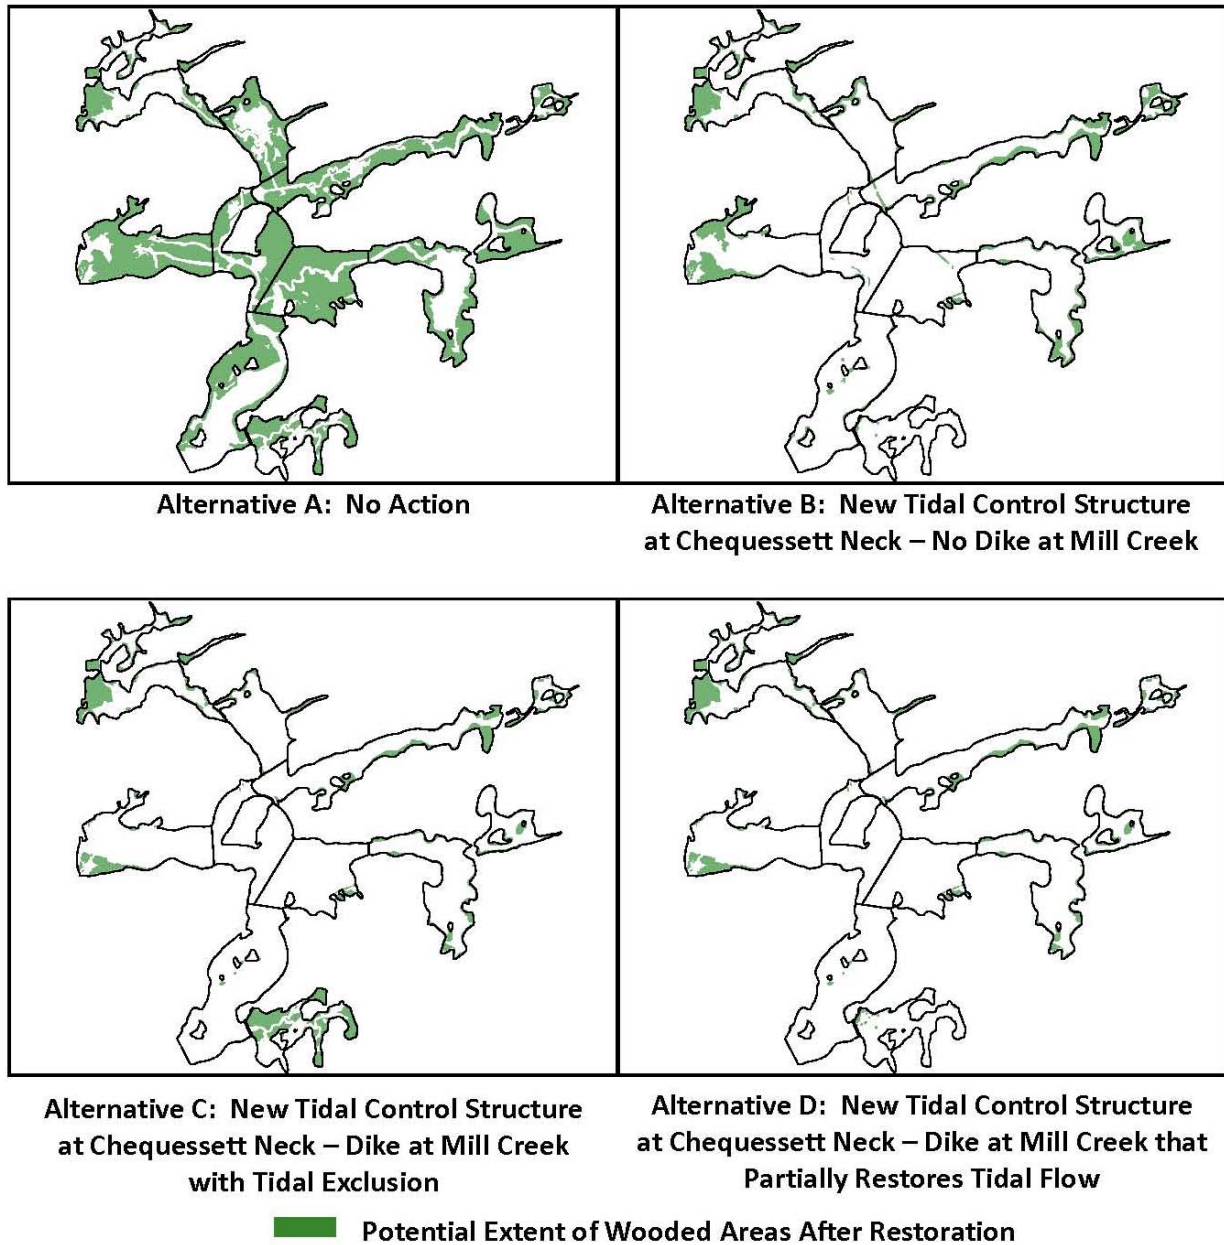 Alternative A:  No Action
Alternative B:  New Tidal Control Structure
at Chequessett Neck – No Dike at Mill Creek
Alternative C:  New Tidal Control Structure
at Chequessett Neck – Dike at Mill Creek
with Tidal Exclusion
Alternative D:  New Tidal Control Structure
at Chequessett Neck – Dike at Mill Creek that
Partially Restores Tidal Flow
Potential Extent of Wooded Areas After Restoration